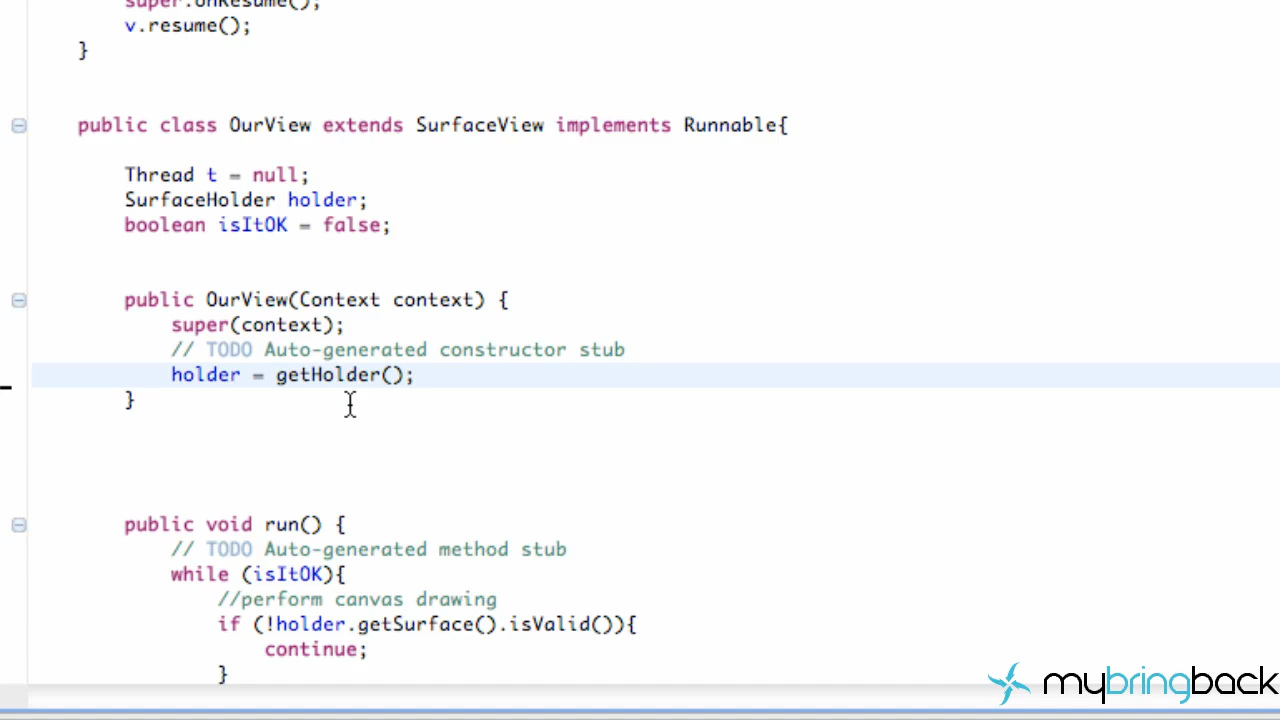 super.onResume();
v.resume();
}
public class OurView extends SurfaceView implements Runnable{
Thread t = null;
SurfaceHolder holder;
boolean isItOK = false;
public OurView(Context context) {
super(context);
// TODO Auto-generated constructor stub
holder = getHolder();
}
public void run() {
// TODO Auto-generated method stub
while (isItOK){
//perform canvas drawing
if (!holder.getSurface().isValid()){
continue;
}
mybringback